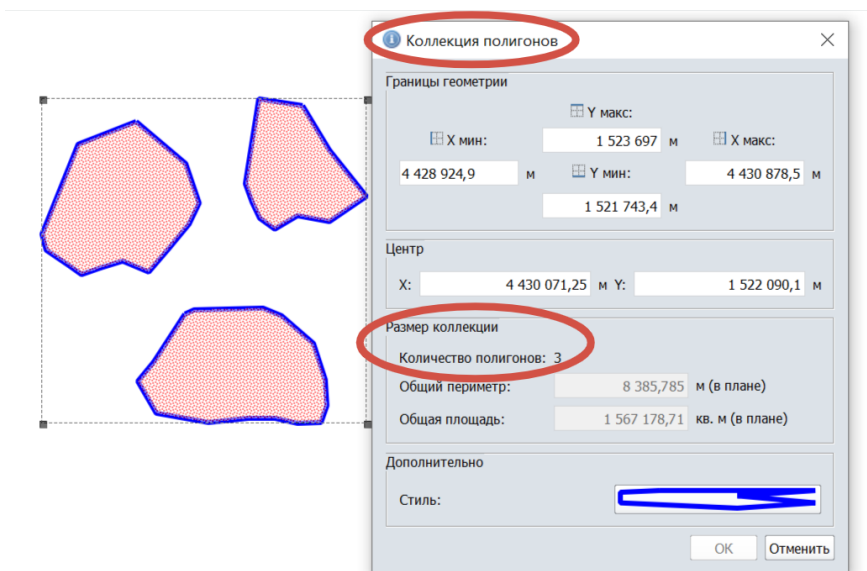 Коллекция полигонов
Границы геометрии
Y макс:
X мин:
1 523 697 м
X макс:
4 428 924,9 м
Y мин:
4 430 878,5 м
1 521 743,4 м
Центр
X: 4 430 071,25 м Y: 1 522 090,1 м
Размер коллекции
Количество полигонов: 3
Общий периметр: 8 385,785 м (в плане)
Общая площадь: 1 567 178,71 кв. м (в плане)
Дополнительно
Стиль:
OK Отменить